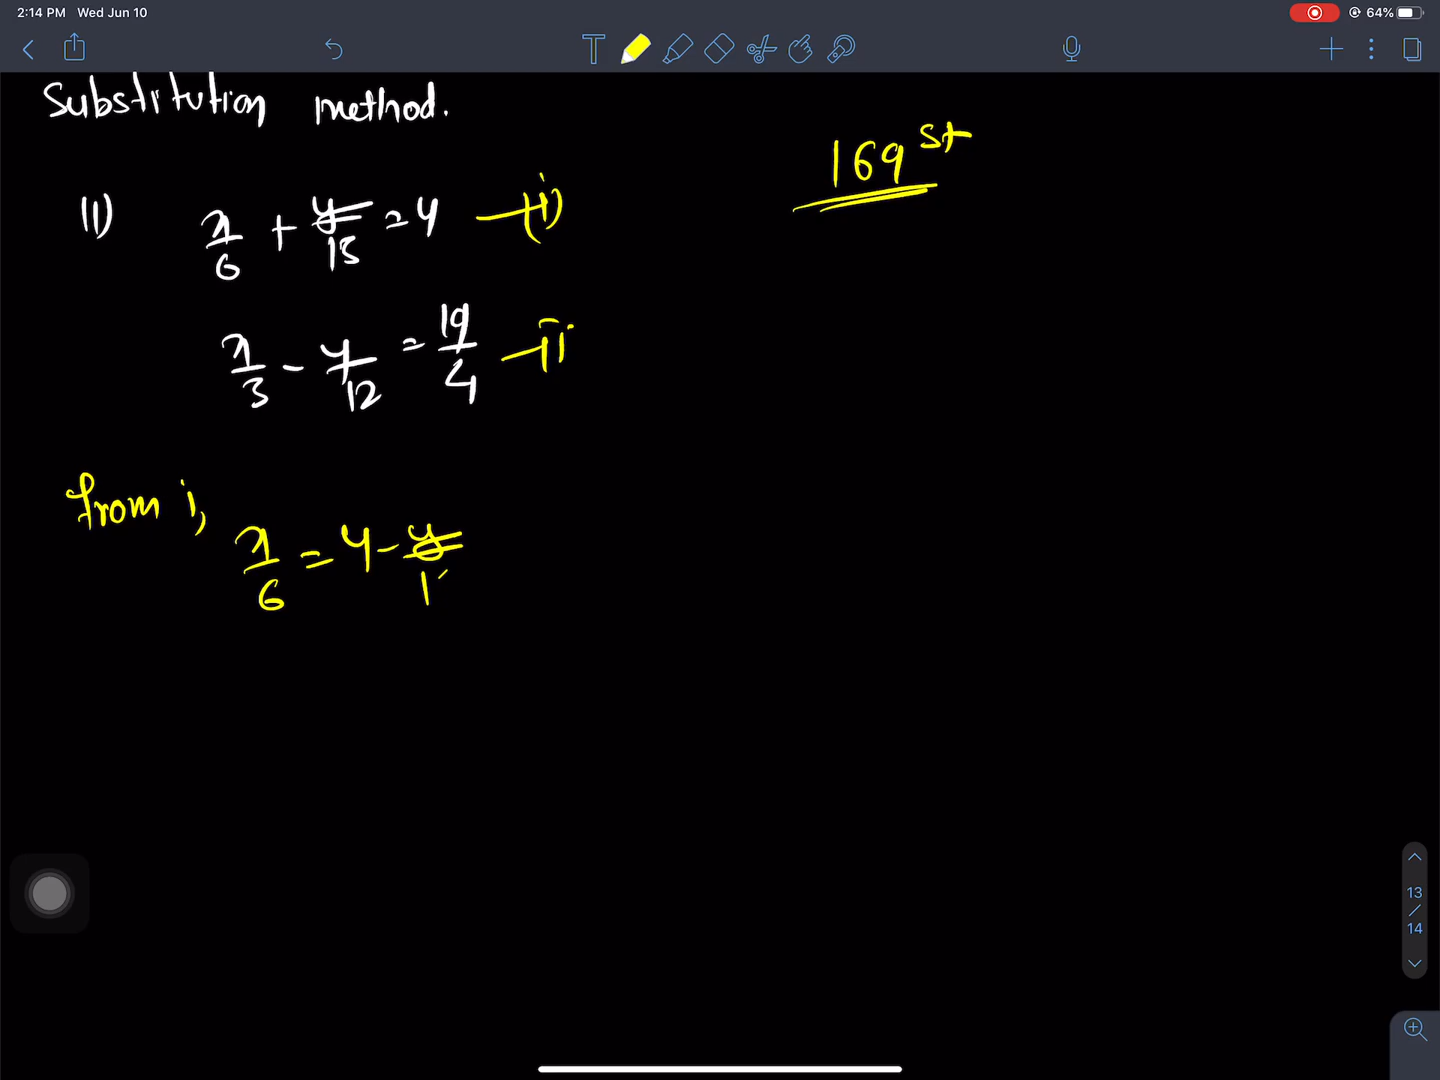 2:14 PM Wed Jun 10
64%
Substitution method.
169 st
11) x/6 + y/15 = 4 —(i)
x/3 - y/12 = 19/4 —ii
from i,
x/6 = 4 - y/1
13
/
14